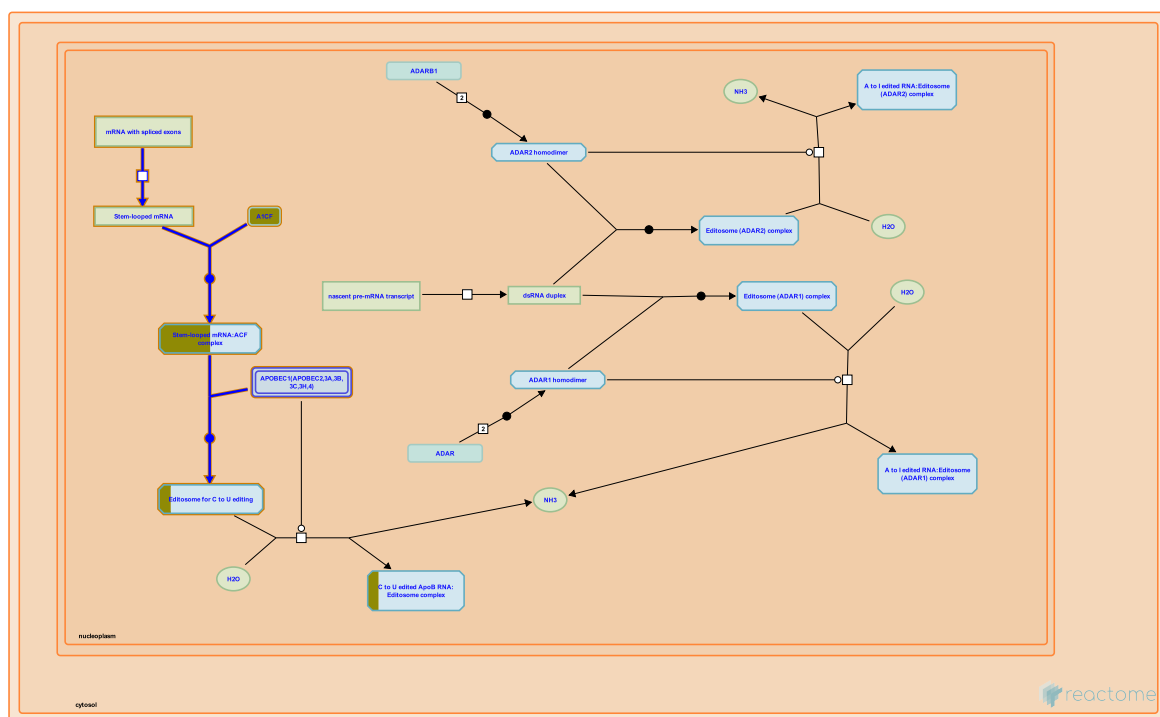 ADARB1
2
NH3
A to I edited RNA:Editosome
(ADAR2) complex
mRNA with spliced exons
ADAR2 homodimer
Stem-looped mRNA
A1CF
Editosome (ADAR2) complex
H2O
nascent pre-mRNA transcript
dsRNA duplex
Editosome (ADAR1) complex
H2O
Stem-looped mRNA:ACF
complex
APOBEC1(APOBEC2,3A,3B,
3C,3H,4)
ADAR1 homodimer
2
ADAR
A to I edited RNA:Editosome
(ADAR1) complex
Editosome for C to U editing
NH3
H2O
C to U edited ApoB RNA:
Editosome complex
nucleoplasm
cytosol
reactome